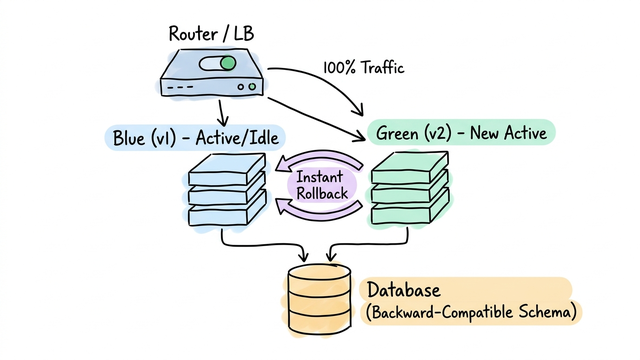 Router / LB
100% Traffic
Blue (v1) – Active/Idle
Green (v2) – New Active
Instant
Rollback
Database
(Backward-Compatible Schema)